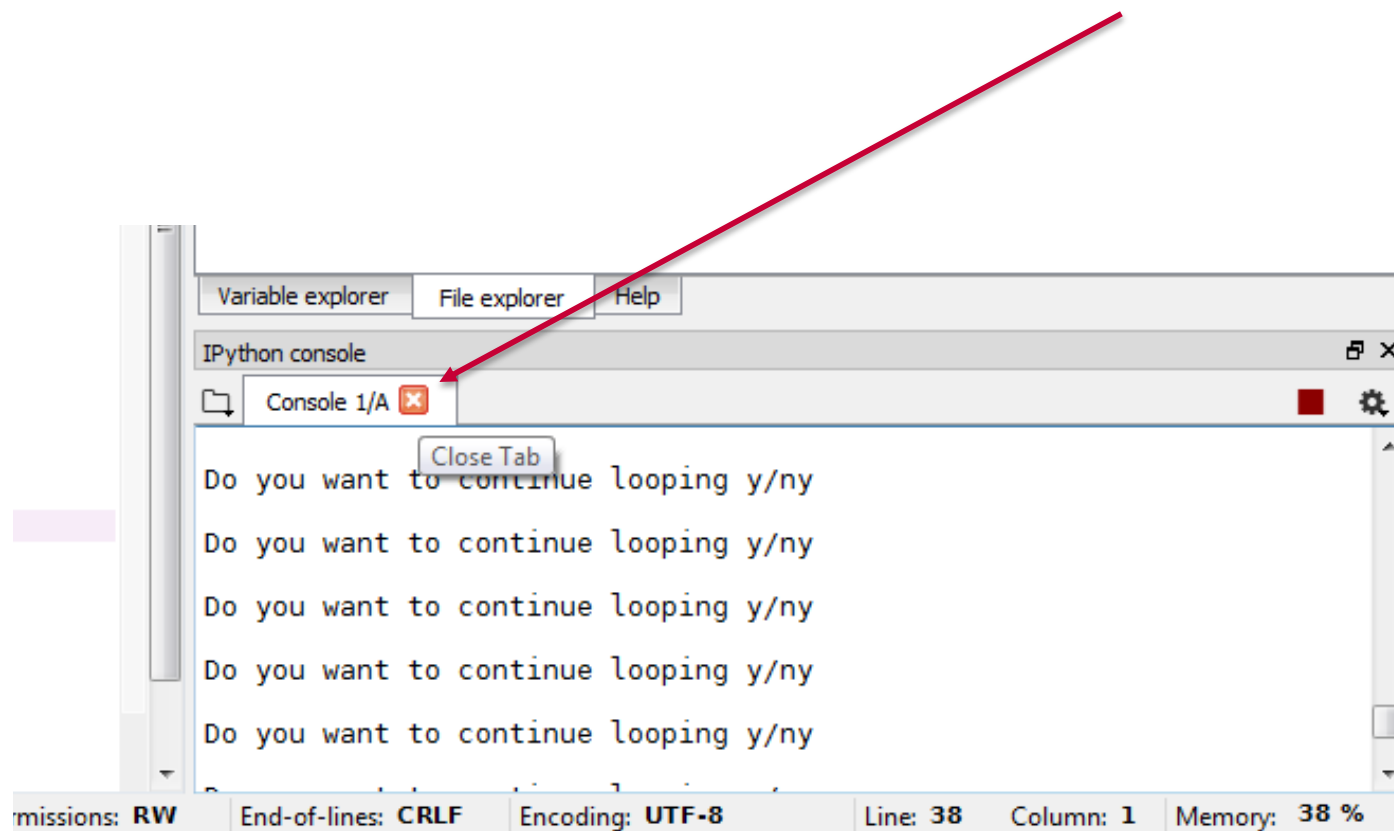 Variable explorer File explorer Help
IPython console
Console 1/A
Close Tab
Do you want to continue looping y/ny
Do you want to continue looping y/ny
Do you want to continue looping y/ny
Do you want to continue looping y/ny
Do you want to continue looping y/ny
rmissions: RW End-of-lines: CRLF Encoding: UTF-8 Line: 38 Column: 1 Memory: 38 %